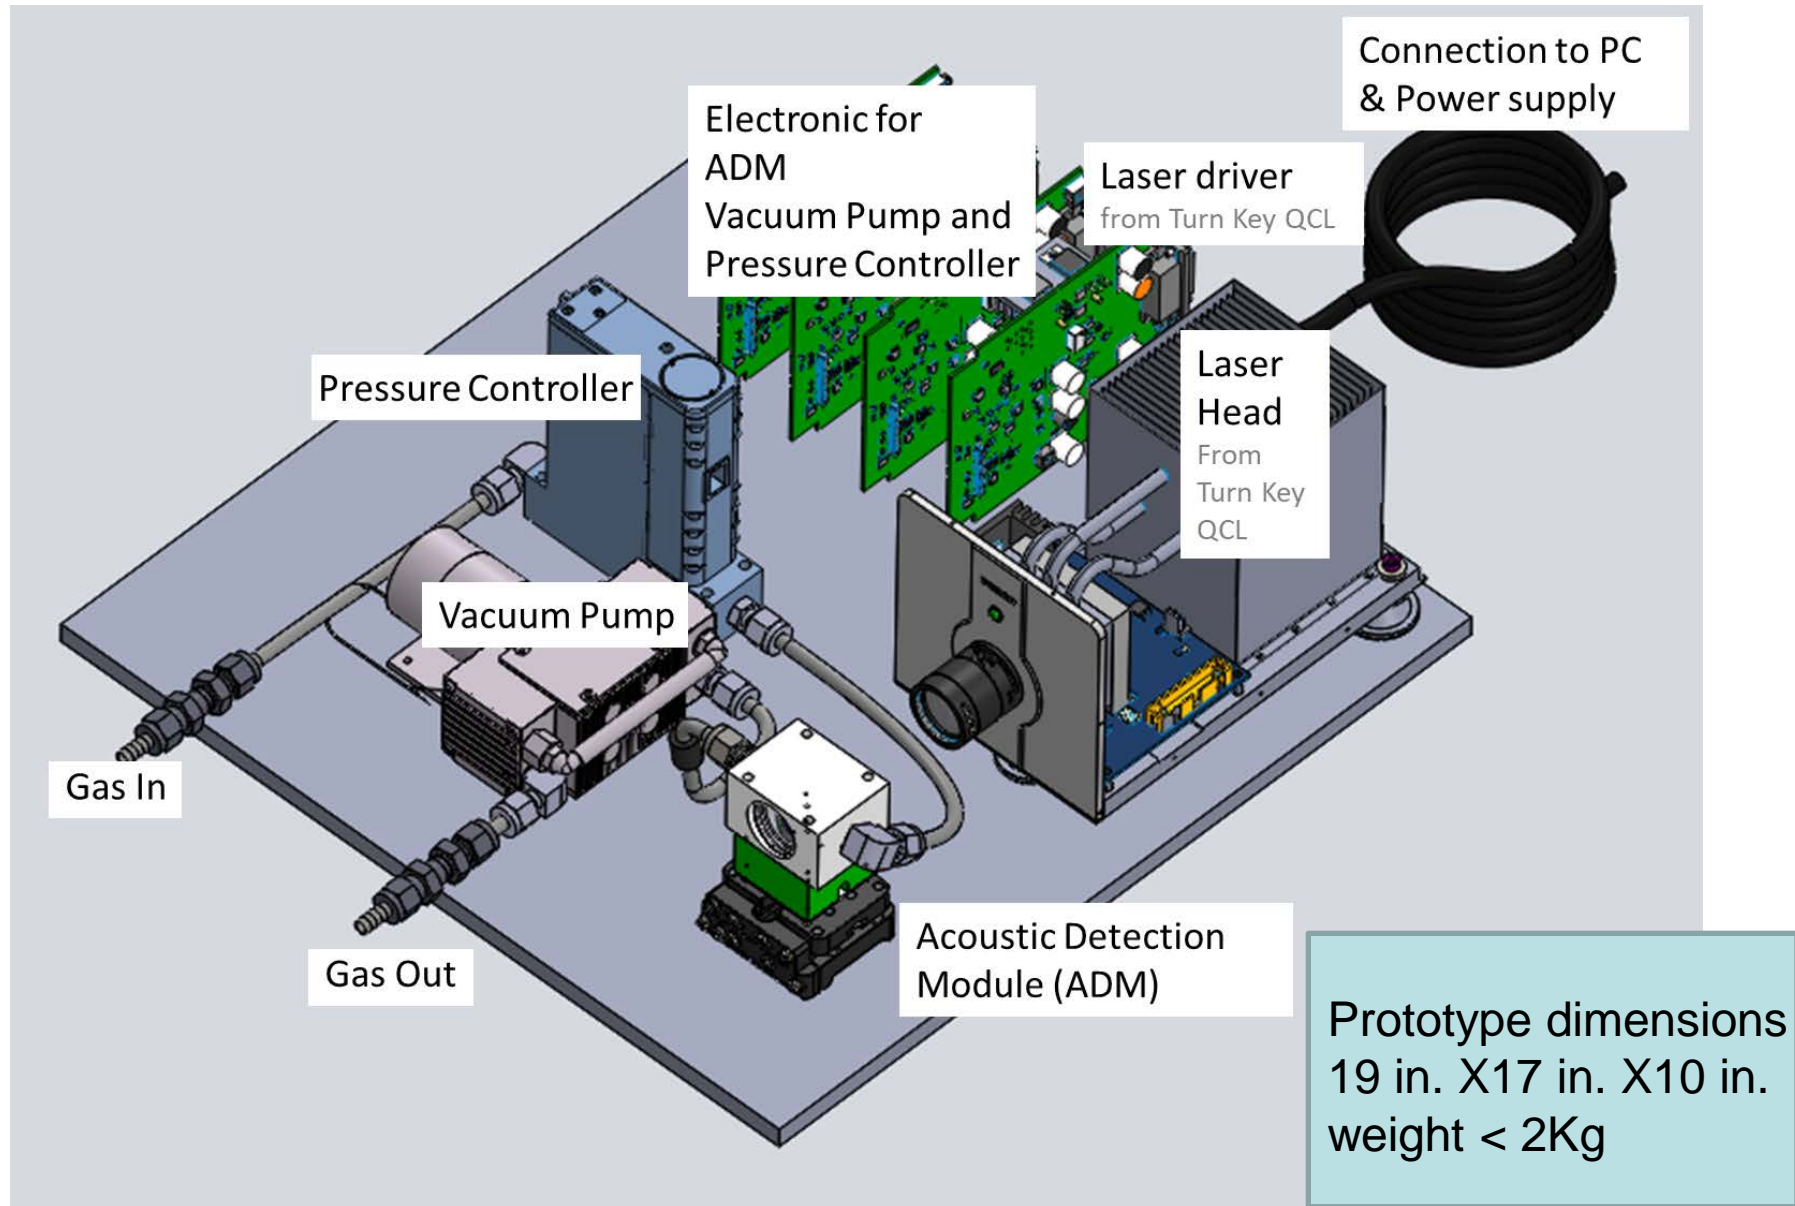 Connection to PC
& Power supply
Electronic for
ADM
Vacuum Pump and
Pressure Controller
Laser driver
from Turn Key QCL
Laser
Head
From
Turn Key
QCL
Pressure Controller
Vacuum Pump
Gas In
Gas Out
Acoustic Detection
Module (ADM)
Prototype dimensions
19 in. X17 in. X10 in.
weight < 2Kg